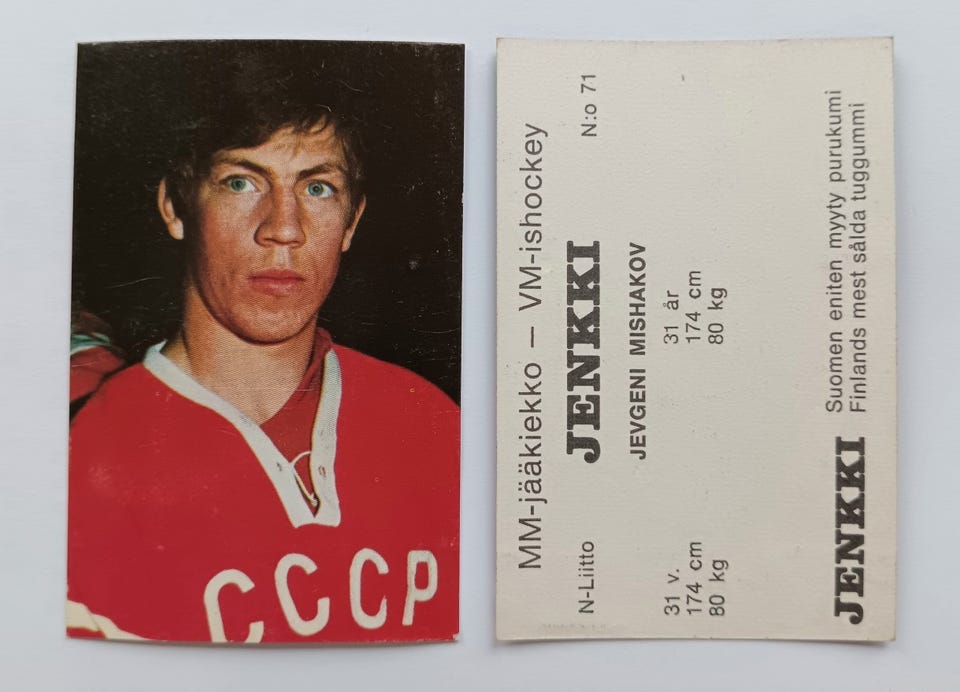 CCCP
MM-jääkiekko – VM-ishockey
N-Liitto JENKKI N:o 71
JEVGENI MISHAKOV
31 v. 31 år
174 cm 174 cm
80 kg 80 kg
JENKKI Suomen eniten myyty purukumi
Finlands mest sålda tuggummi